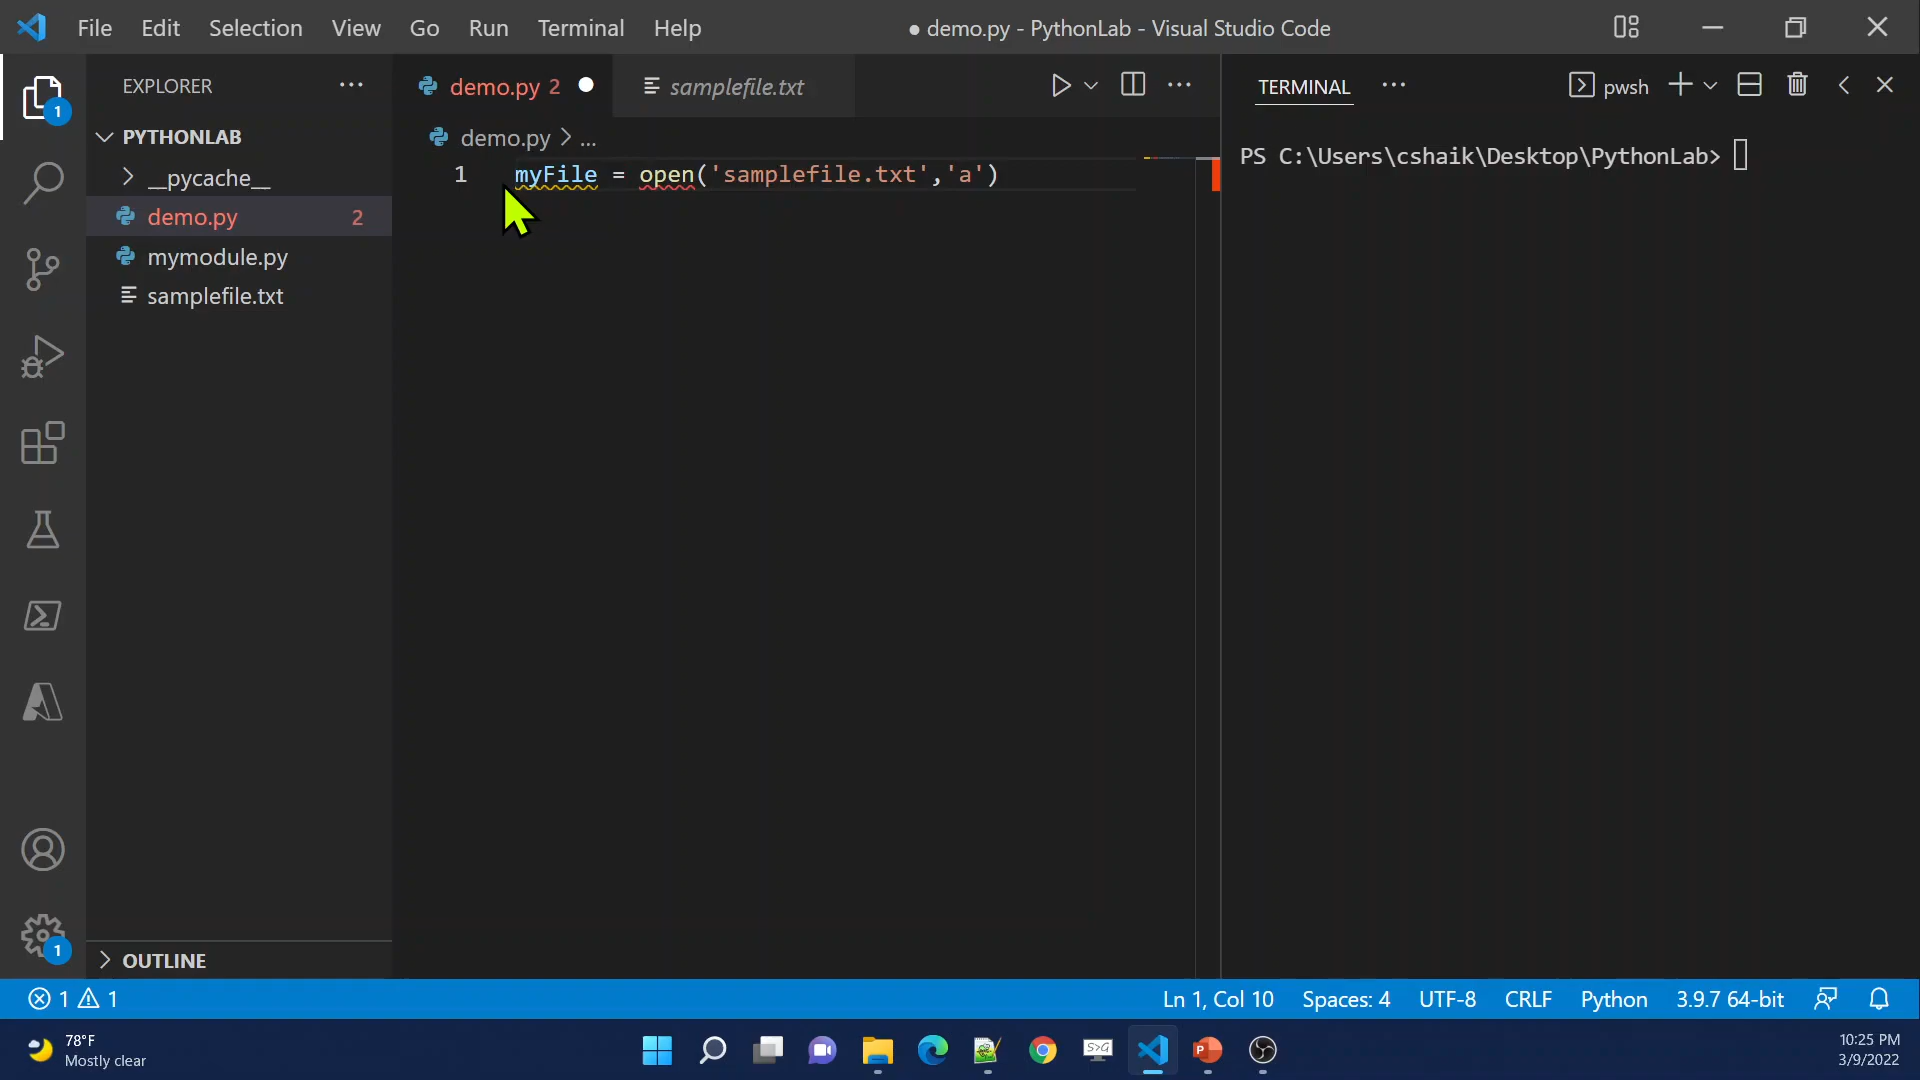 File Edit Selection View Go Run Terminal Help
● demo.py - PythonLab - Visual Studio Code
EXPLORER ...
1
PYTHONLAB
__pycache__
demo.py 2
mymodule.py
samplefile.txt
OUTLINE
1
demo.py 2
samplefile.txt
...
demo.py > ...
1 myFile = open('samplefile.txt','a')
TERMINAL ...
pwsh
PS C:\Users\cshaik\Desktop\PythonLab>
1 1
Ln 1, Col 10 Spaces: 4 UTF-8 CRLF Python 3.9.7 64-bit
78°F
Mostly clear
S>G
P
10:25 PM
3/9/2022